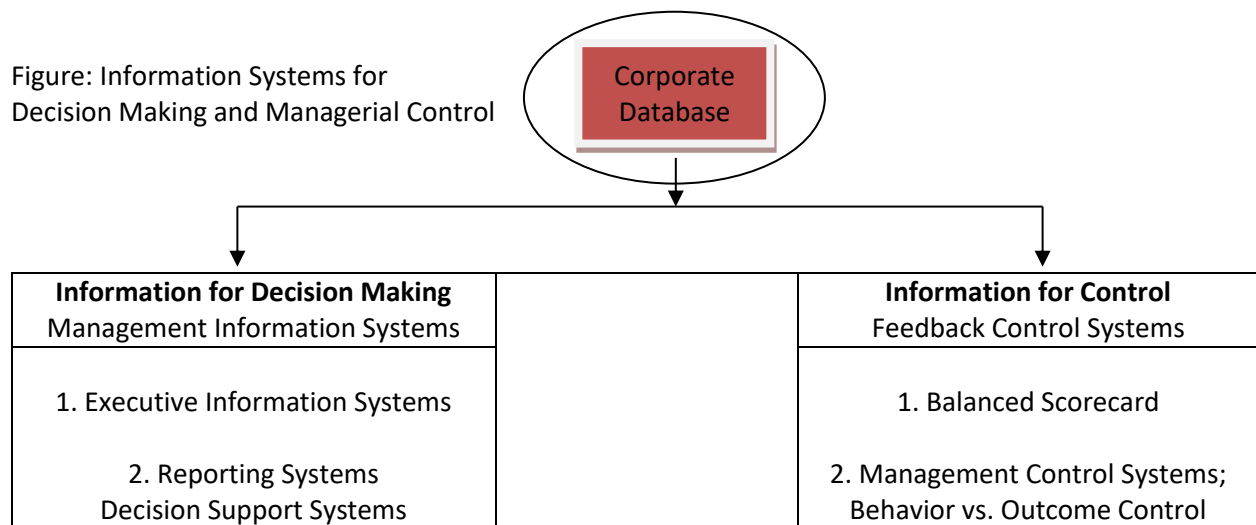 Figure: Information Systems for
Decision Making and Managerial Control
Corporate
Database
Information for Decision Making
Management Information Systems
1. Executive Information Systems
2. Reporting Systems
Decision Support Systems
Information for Control
Feedback Control Systems
1. Balanced Scorecard
2. Management Control Systems;
Behavior vs. Outcome Control